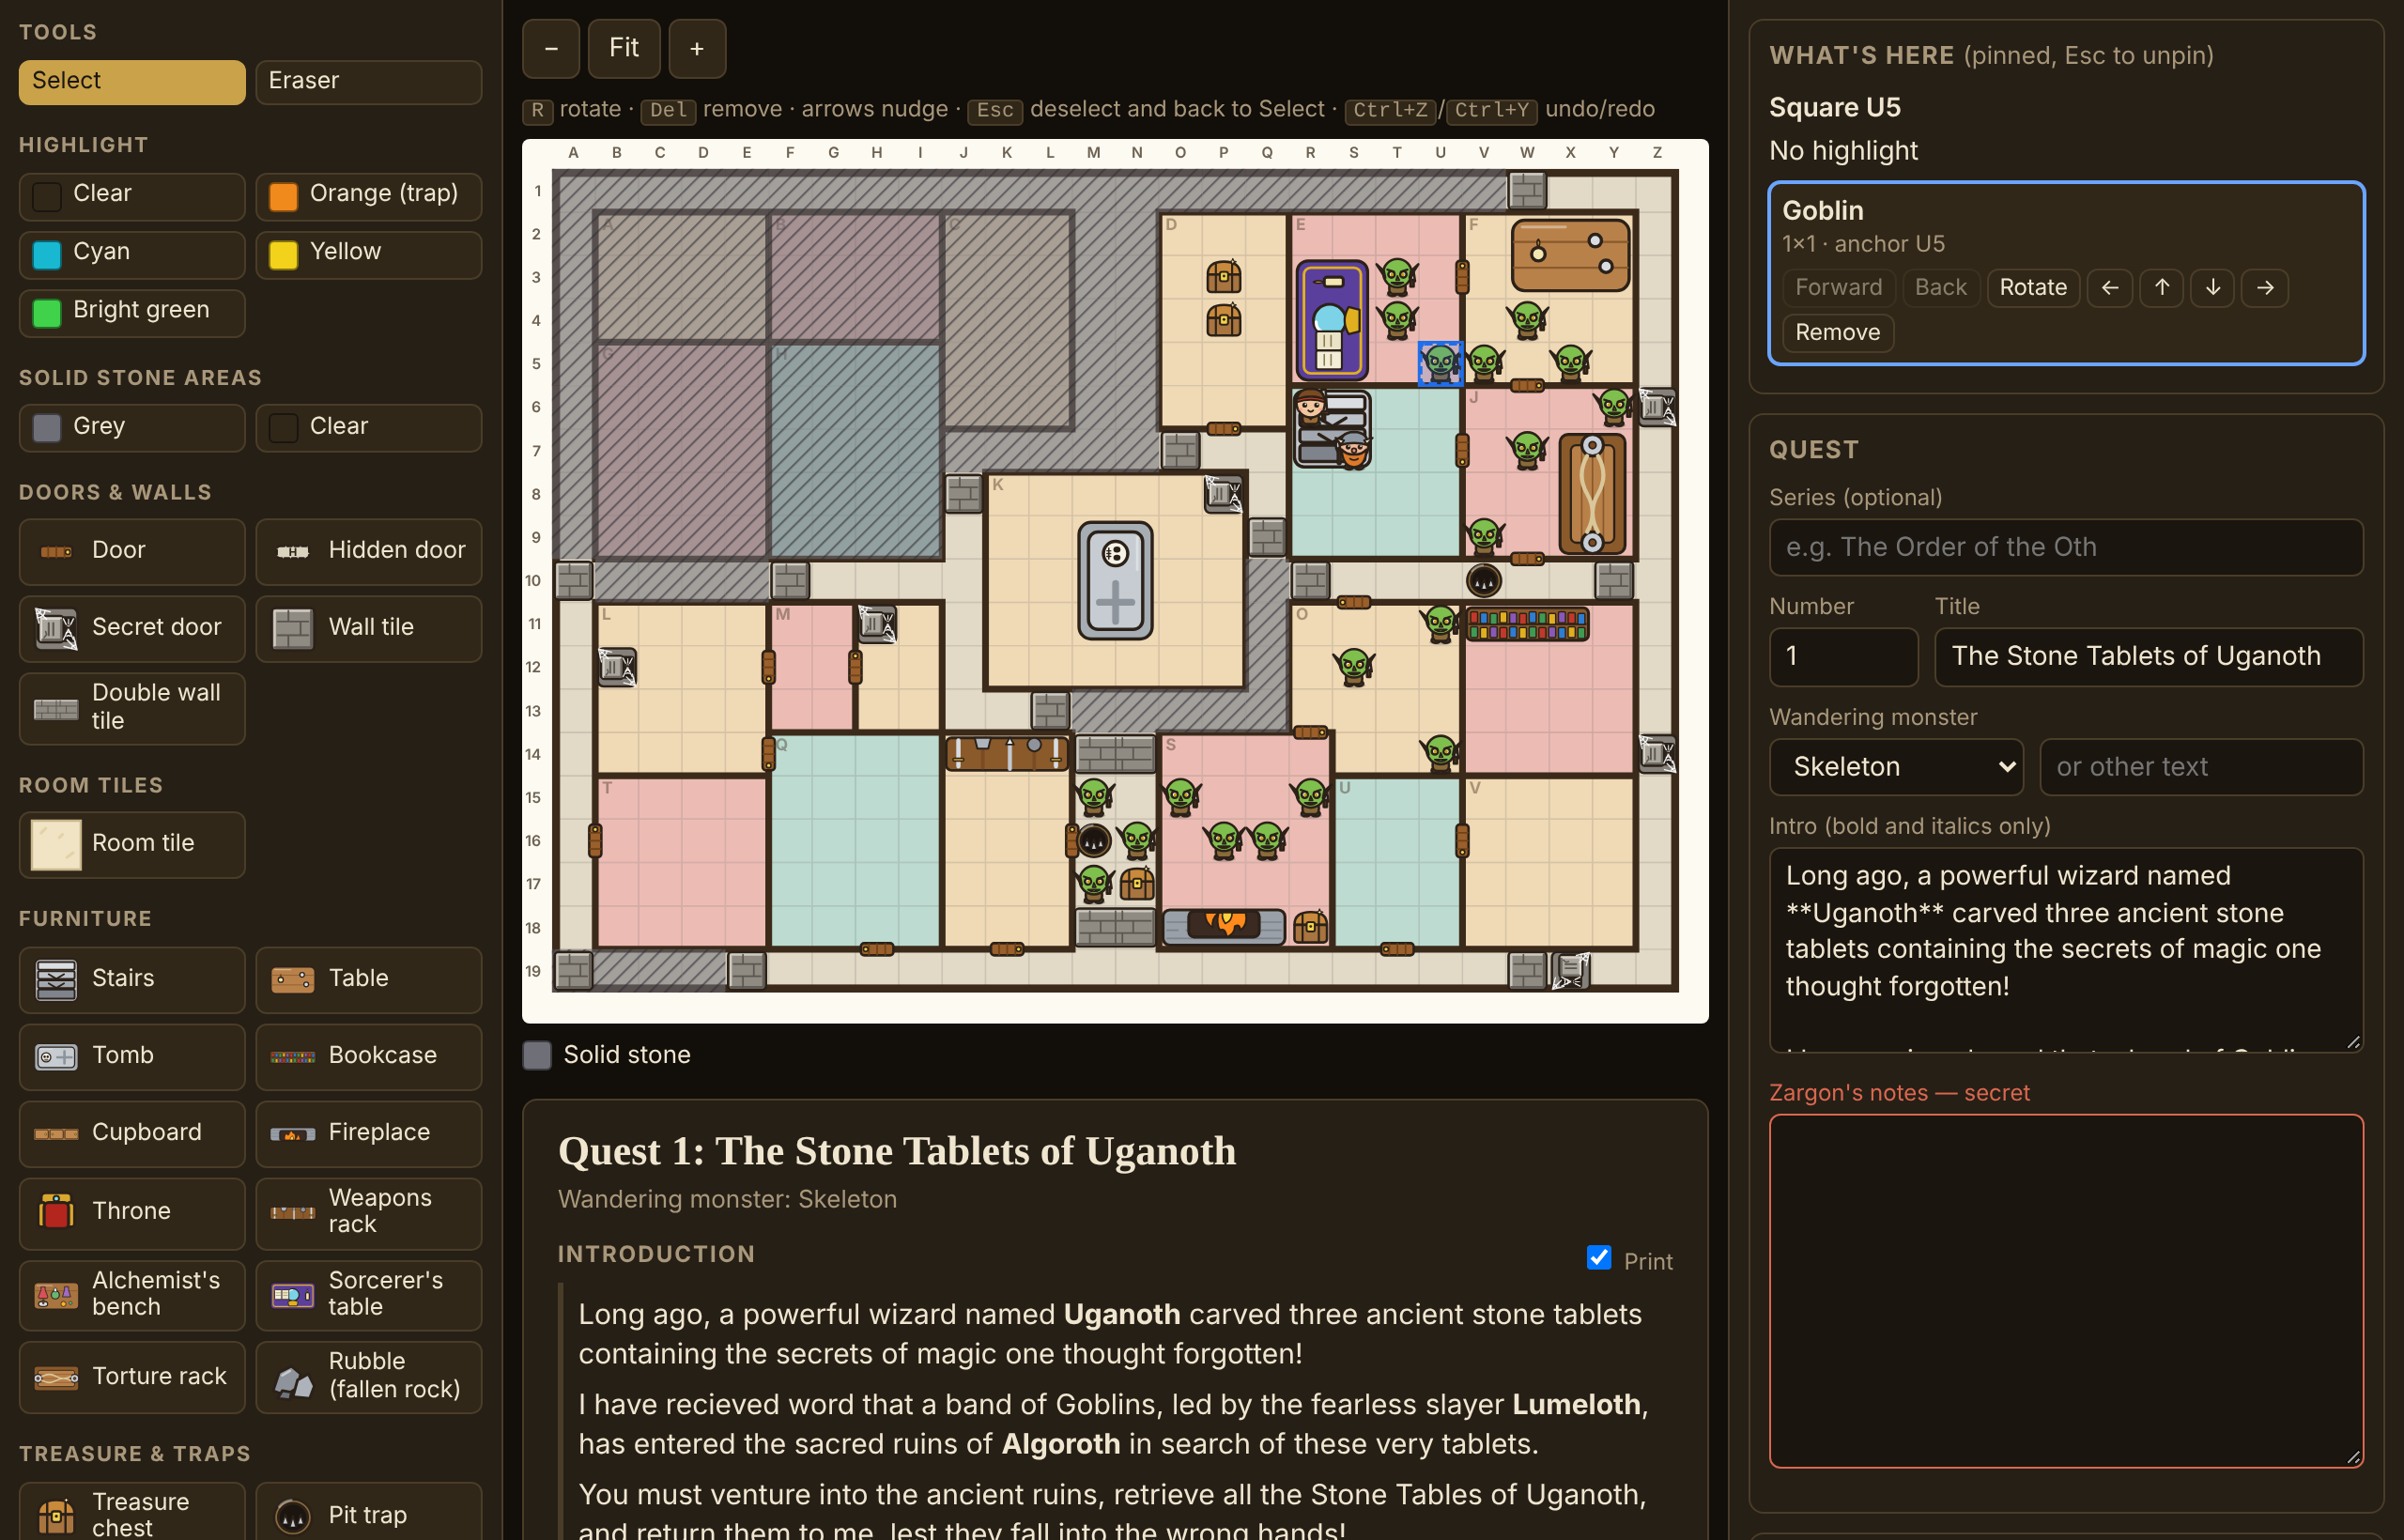 TOOLS
Select
Eraser
HIGHLIGHT
Clear
Orange (trap)
Cyan
Yellow
Bright green
SOLID STONE AREAS
Grey
Clear
DOORS & WALLS
Door
Hidden door
Secret door
Wall tile
Double wall
tile
ROOM TILES
Room tile
FURNITURE
Stairs
Table
Tomb
Bookcase
Cupboard
Fireplace
Throne
Weapons
rack
Alchemist's
bench
Sorcerer's
table
Torture rack
Rubble
(fallen rock)
TREASURE & TRAPS
Treasure
chest
Pit trap
− Fit +
R rotate · Del remove · arrows nudge · Esc deselect and back to Select · Ctrl+Z/Ctrl+Y undo/redo
A B C D E F G H I J K L M N O P Q R S T U V W X Y Z
1
2
A B C D E F
3
4
5
G H
6
J
7
8
K
9
10
11
L M O
12
13
14
Q S
15
T U V
16
17
18
19
Solid stone
Quest 1: The Stone Tablets of Uganoth
Wandering monster: Skeleton
INTRODUCTION
Print
Long ago, a powerful wizard named Uganoth carved three ancient stone tablets
containing the secrets of magic one thought forgotten!
I have recieved word that a band of Goblins, led by the fearless slayer Lumeloth,
has entered the sacred ruins of Algoroth in search of these very tablets.
You must venture into the ancient ruins, retrieve all the Stone Tables of Uganoth,
and return them to me, lest they fall into the wrong hands!
WHAT'S HERE (pinned, Esc to unpin)
Square U5
No highlight
Goblin
1×1 · anchor U5
Forward Back Rotate ← ↑ ↓ →
Remove
QUEST
Series (optional)
e.g. The Order of the Oth
Number Title
1 The Stone Tablets of Uganoth
Wandering monster
Skeleton or other text
Intro (bold and italics only)
Long ago, a powerful wizard named
**Uganoth** carved three ancient stone
tablets containing the secrets of magic one
thought forgotten!
Zargon's notes — secret